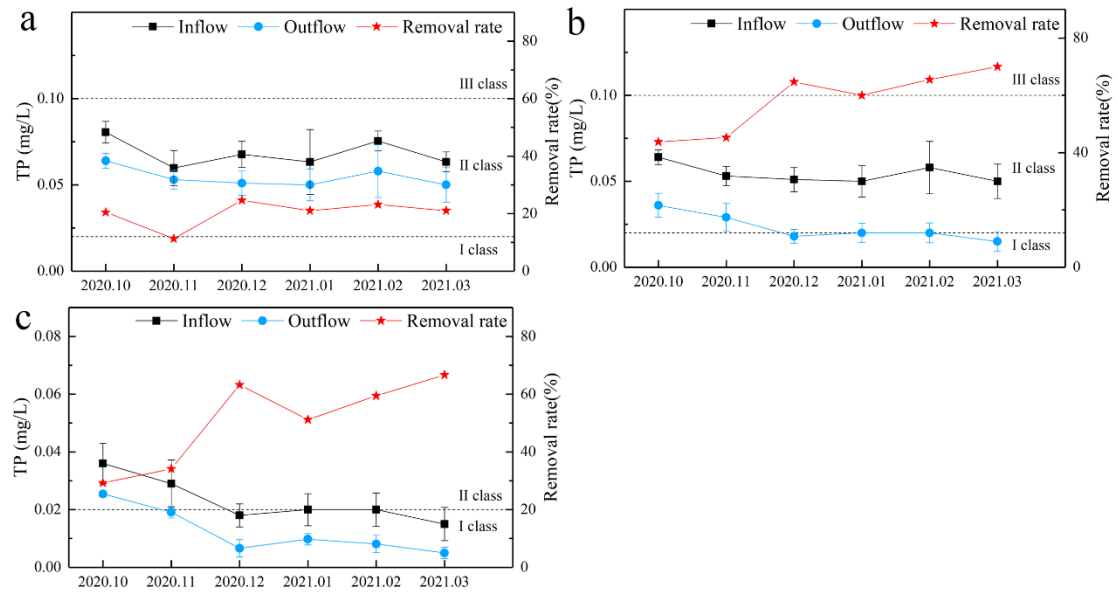 a
Inflow Outflow Removal rate
III class
II class
I class
0.10
0.05
0.00
TP (mg/L)
80
60
40
20
0
Removal rate(%)
2020.10 2020.11 2020.12 2021.01 2021.02 2021.03
b
Inflow Outflow Removal rate
III class
II class
I class
0.10
0.05
0.00
TP (mg/L)
80
40
0
Removal rate(%)
2020.10 2020.11 2020.12 2021.01 2021.02 2021.03
c
Inflow Outflow Removal rate
II class
I class
0.08
0.06
0.04
0.02
0.00
TP (mg/L)
80
60
40
20
0
Removal rate(%)
2020.10 2020.11 2020.12 2021.01 2021.02 2021.03